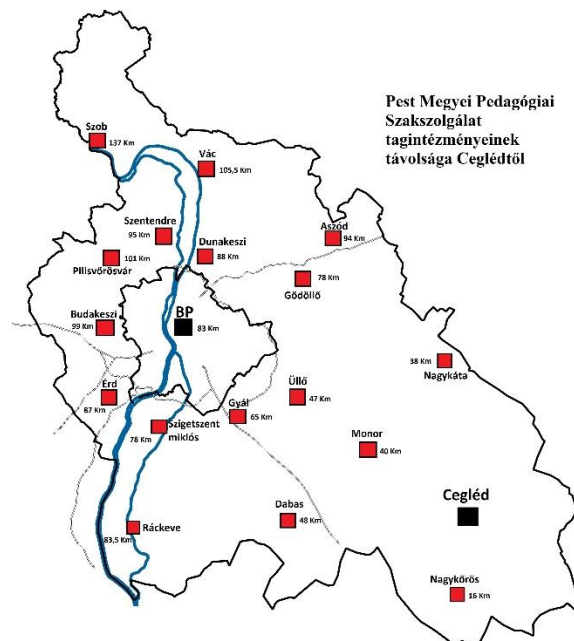 Pest Megyei Pedagógiai
Szakszolgálat
tagintézményeinek
távolsága Ceglédtől
Szob
137 Km
Vác
105,5 Km
Szentendre
95 Km
Dunakeszi
88 Km
Aszód
94 Km
101 Km
Pilisvörösvár
78 Km
Gödöllő
Budakeszi
99 Km
BP
83 Km
38 Km
Nagykáta
Érd
87 Km
Üllő
47 Km
Gyál
65 Km
Szigetszent
miklós
78 Km
Monor
40 Km
Cegléd
Dabas
48 Km
Ráckeve
83,5 Km
Nagykőrös
16 Km